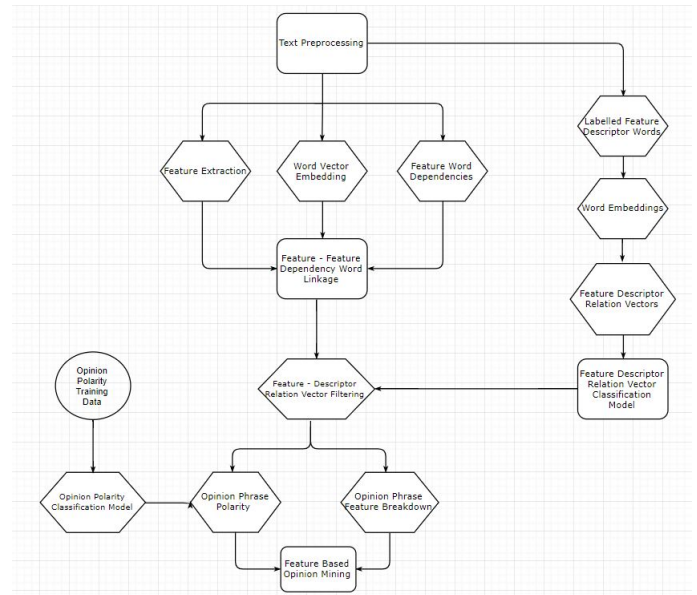 Text Preprocessing
Labelled Feature
Descriptor Words
Feature Extraction
Word Vector
Embedding
Feature Word
Dependencies
Word Embeddings
Feature - Feature
Dependency Word
Linkage
Feature Descriptor
Relation Vectors
Opinion
Polarity
Training
Data
Feature - Descriptor
Relation Vector Filtering
Feature Descriptor
Relation Vector
Classification
Model
Opinion Polarity
Classification Model
Opinion Phrase
Polarity
Opinion Phrase
Feature Breakdown
Feature Based
Opinion Mining